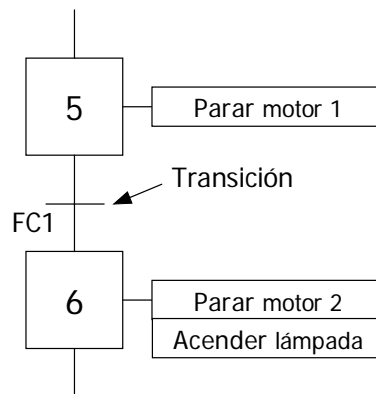 5
Parar motor 1
Transición
FC1
6
Parar motor 2
Acender lámpada